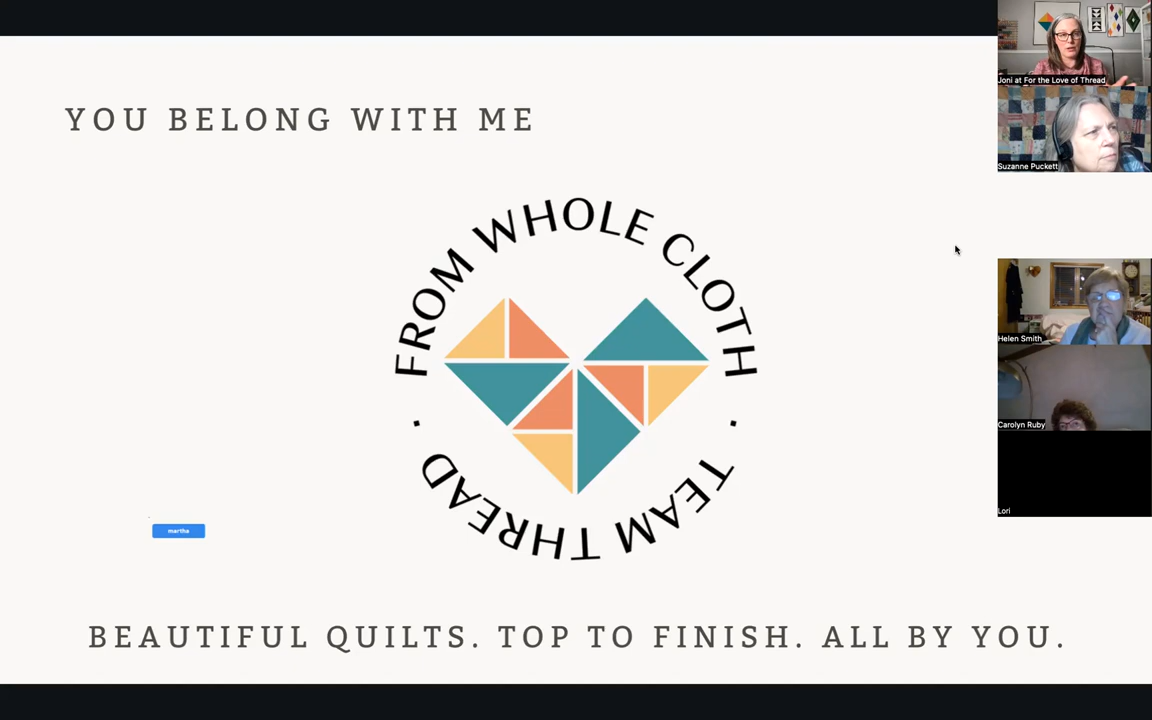 YOU BELONG WITH ME
FROM WHOLE CLOTH
· TEAM THREAD ·
BEAUTIFUL QUILTS. TOP TO FINISH. ALL BY YOU.
martha
Joni at For the Love of Thread
Suzanne Puckett
Helen Smith
Carolyn Ruby
Lori